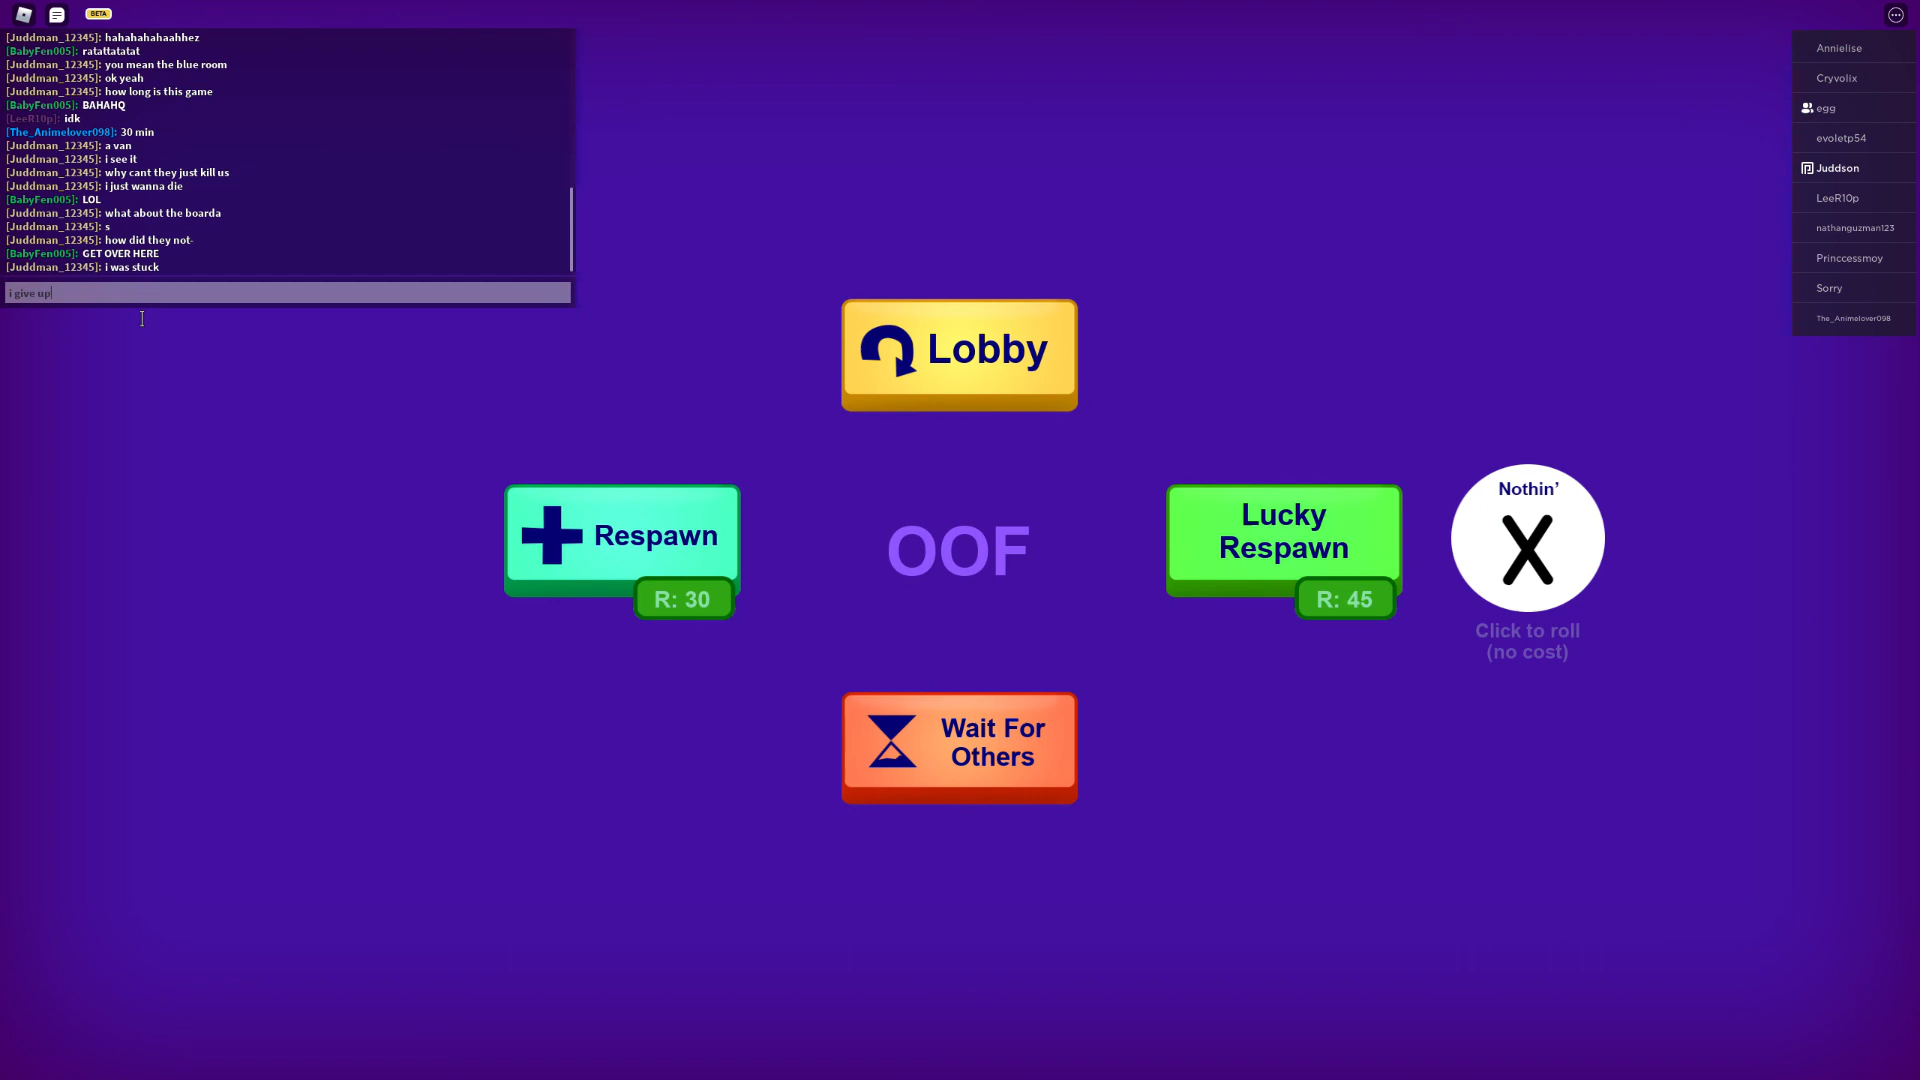 BETA
[Juddman_12345]: hahahahahaahhez
[BabyFen005]: ratattatatat
[Juddman_12345]: you mean the blue room
[Juddman_12345]: ok yeah
[Juddman_12345]: how long is this game
[BabyFen005]: BAHAHQ
[LeeR10p]: idk
[The_Animelover098]: 30 min
[Juddman_12345]: a van
[Juddman_12345]: i see it
[Juddman_12345]: why cant they just kill us
[Juddman_12345]: i just wanna die
[BabyFen005]: LOL
[Juddman_12345]: what about the boarda
[Juddman_12345]: s
[Juddman_12345]: how did they not-
[BabyFen005]: GET OVER HERE
[Juddman_12345]: i was stuck
i give up
Annielise
Cryvolix
egg
evoletp54
Juddson
LeeR10p
nathanguzman123
Princcessmoy
Sorry
The_Animelover098
Lobby
Respawn
R: 30
OOF
Lucky
Respawn
R: 45
Nothin'
X
Click to roll
(no cost)
Wait For
Others